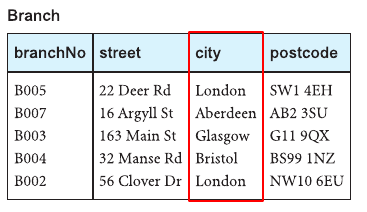 Branch
branchNo street city postcode
B005 22 Deer Rd London SW1 4EH
B007 16 Argyll St Aberdeen AB2 3SU
B003 163 Main St Glasgow G11 9QX
B004 32 Manse Rd Bristol BS99 1NZ
B002 56 Clover Dr London NW10 6EU